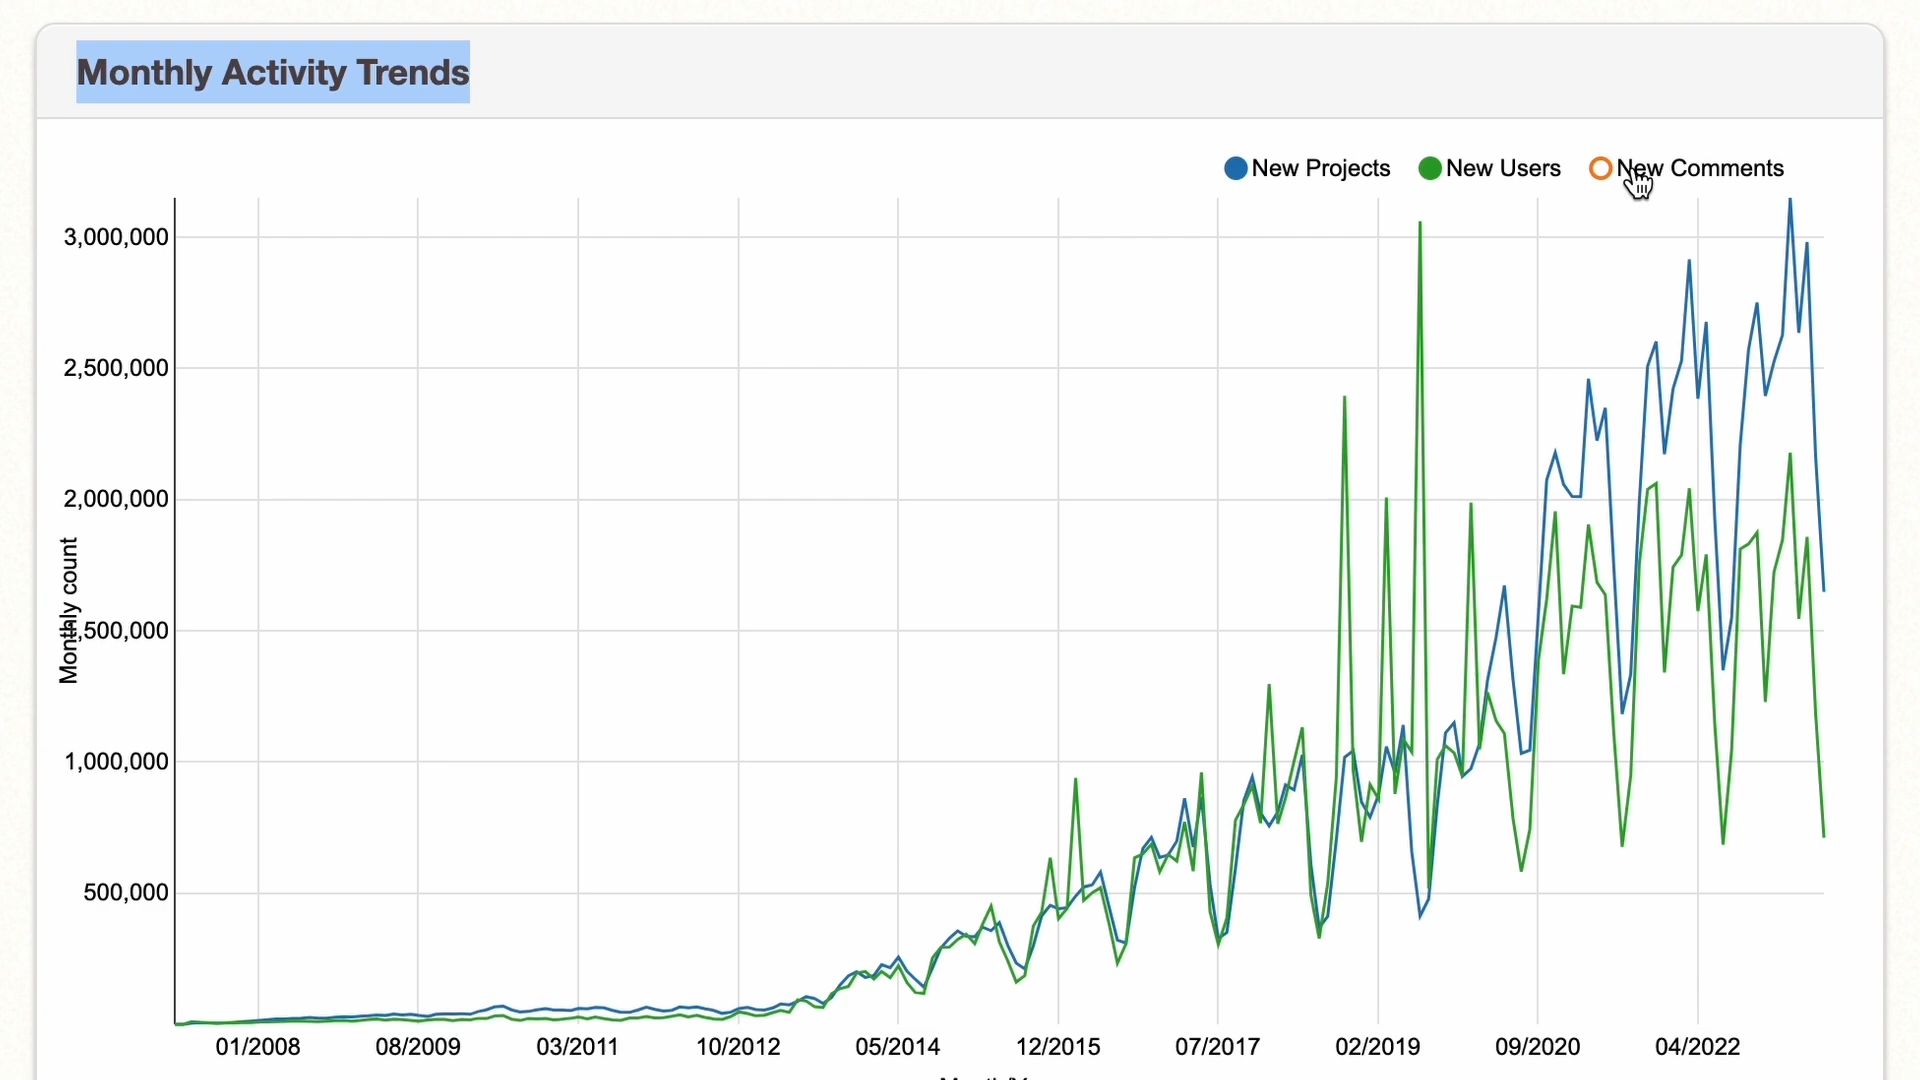 Monthly Activity Trends
New Projects New Users New Comments
3,000,000
2,500,000
2,000,000
1,500,000
1,000,000
500,000
Monthly count
01/2008 08/2009 03/2011 10/2012 05/2014 12/2015 07/2017 02/2019 09/2020 04/2022